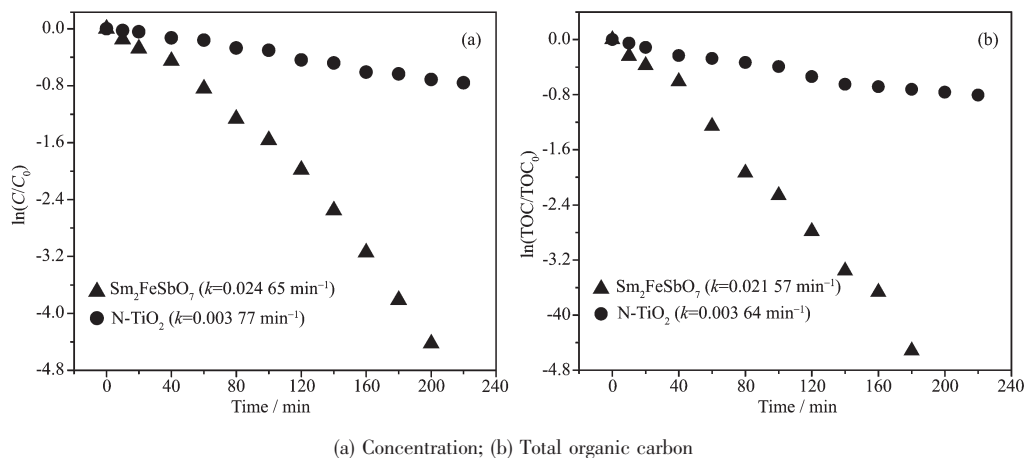 (a)
0.0
-0.8
-1.6
-2.4
-3.2
-4.0
-4.8
ln(C/C₀)
▲ Sm₂FeSbO₇ (k=0.024 65 min⁻¹)
● N-TiO₂ (k=0.003 77 min⁻¹)
0 40 80 120 160 200 240
Time / min
(b)
0.0
-0.8
-1.6
-2.4
-3.2
-40
-4.8
ln(TOC/TOC₀)
▲ Sm₂FeSbO₇ (k=0.021 57 min⁻¹)
● N-TiO₂ (k=0.003 64 min⁻¹)
0 40 80 120 160 200 240
Time / min
(a) Concentration; (b) Total organic carbon